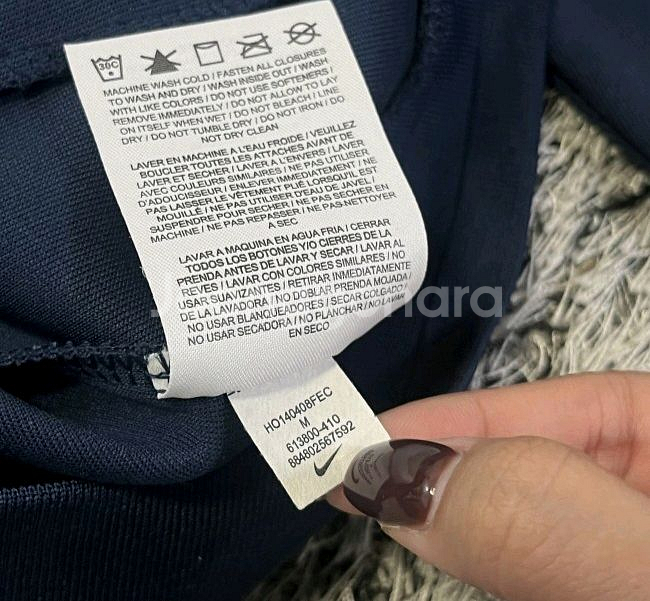 30C
MACHINE WASH COLD / FASTEN ALL CLOSURES
TO WASH AND DRY / WASH INSIDE OUT / WASH
WITH LIKE COLORS / DO NOT USE SOFTENERS /
REMOVE IMMEDIATELY / DO NOT ALLOW TO LAY
ON ITSELF WHEN WET / DO NOT BLEACH / LINE
DRY / DO NOT TUMBLE DRY / DO NOT IRON / DO
NOT DRY CLEAN
LAVER EN MACHINE A L'EAU FROIDE / VEUILLEZ
BOUCLER TOUTES LES ATTACHES AVANT DE
LAVER ET SECHER / LAVER A L'ENVERS / LAVER
AVEC COULEURS SIMILAIRES / NE PAS UTILISER
D'ADOUCISSEUR / ENLEVER IMMEDIATEMENT / NE
PAS LAISSER LE VÊTEMENT PLIÉ LORSQU'IL EST
MOUILLÉ / NE PAS UTILISER D'EAU DE JAVEL /
SUSPENDRE POUR SECHER / NE PAS SECHER EN
MACHINE / NE PAS REPASSER / NE PAS NETTOYER
A SEC
LAVAR A MAQUINA EN AGUA FRIA / CERRAR
TODOS LOS BOTONES Y/O CIERRES DE LA
PRENDA ANTES DE LAVAR Y SECAR / LAVAR AL
REVES / LAVAR CON COLORES SIMILARES / NO
USAR SUAVIZANTES / RETIRAR INMEDIATAMENTE
DE LA LAVADORA / NO DOBLAR PRENDA MOJADA /
NO USAR BLANQUEADORES / SECAR COLGADO /
NO USAR SECADORA / NO PLANCHAR / NO LAVAR
EN SECO
HO140408FEC
M
613800-410
884802567592